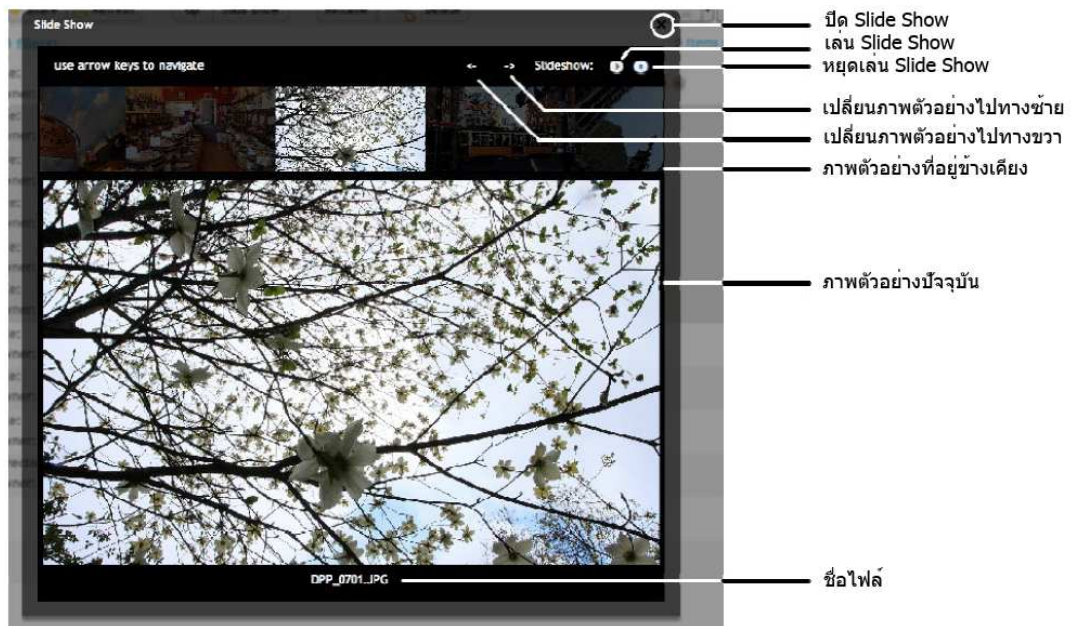 Slide Show
ปิด Slide Show
เล่น Slide Show
use arrow keys to navigate
<- -> Slideshow:
หยุดเล่น Slide Show
เปลี่ยนภาพตัวอย่างไปทางซ้าย
เปลี่ยนภาพตัวอย่างไปทางขวา
ภาพตัวอย่างที่อยู่ข้างเคียง
ภาพตัวอย่างปัจจุบัน
DPP_0701.JPG
ชื่อไฟล์